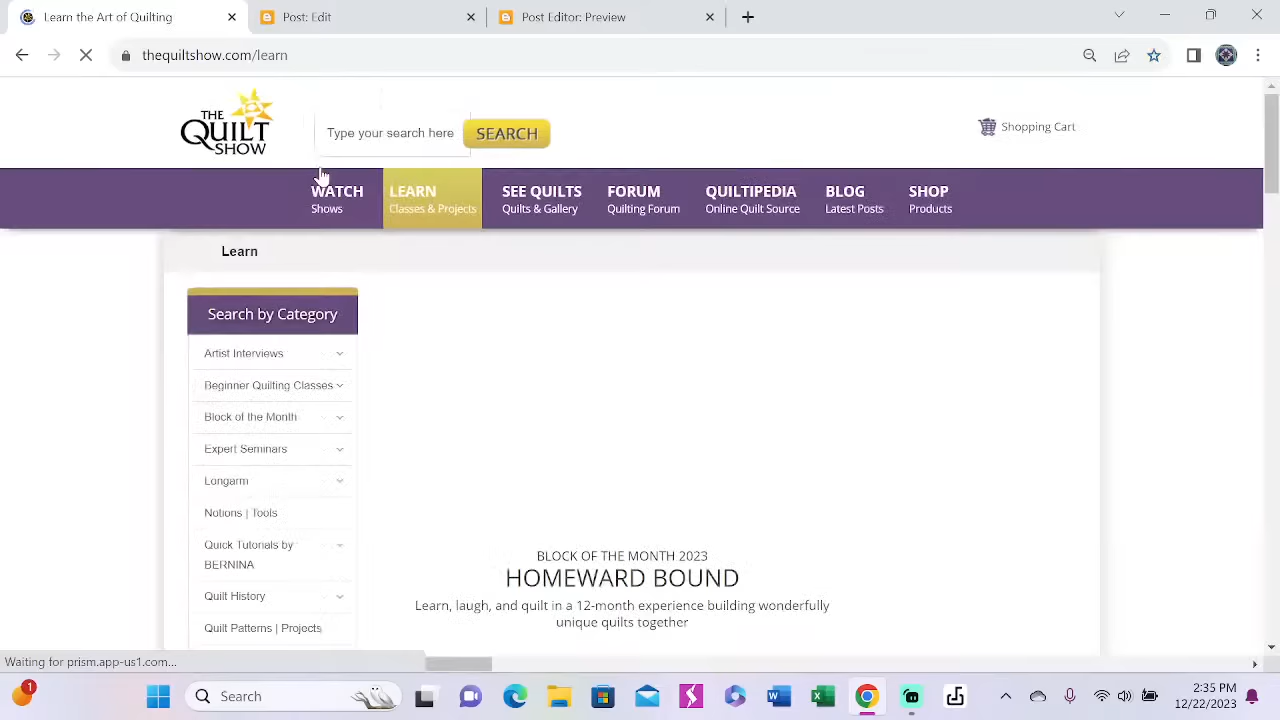 Learn the Art of Quilting
Post: Edit
Post Editor: Preview
thequiltshow.com/learn
THE QUILT SHOW
Type your search here
SEARCH
Shopping Cart
WATCH
Shows
LEARN
Classes & Projects
SEE QUILTS
Quilts & Gallery
FORUM
Quilting Forum
QUILTIPEDIA
Online Quilt Source
BLOG
Latest Posts
SHOP
Products
Learn
Search by Category
Artist Interviews
Beginner Quilting Classes
Block of the Month
Expert Seminars
Longarm
Notions | Tools
Quick Tutorials by
BERNINA
Quilt History
Quilt Patterns | Projects
BLOCK OF THE MONTH 2023
HOMEWARD BOUND
Learn, laugh, and quilt in a 12-month experience building wonderfully
unique quilts together
Waiting for prism.app-us1.com...
1
Search
2:35 PM
12/22/2023